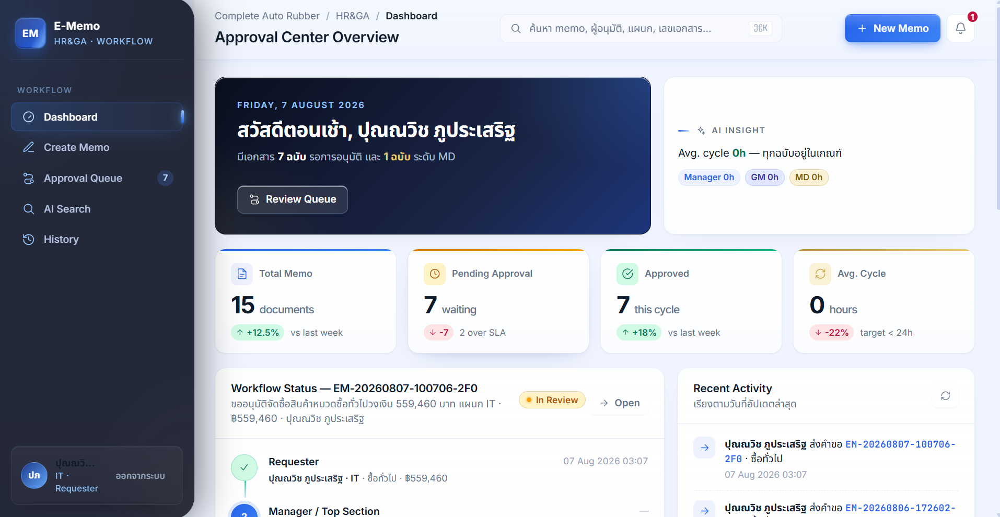 EM
E-Memo
HR&GA · WORKFLOW
WORKFLOW
Dashboard
Create Memo
Approval Queue
7
AI Search
History
ปภ
ปุณณวิ...
IT ·
Requester
ออกจากระบบ
Complete Auto Rubber / HR&GA / Dashboard
Approval Center Overview
ค้นหา memo, ผู้อนุมัติ, แผนก, เลขเอกสาร...
⌘K
New Memo
1
FRIDAY, 7 AUGUST 2026
สวัสดีตอนเช้า, ปุณณวิช ภูประเสริฐ
มีเอกสาร 7 ฉบับ รอการอนุมัติ และ 1 ฉบับ ระดับ MD
Review Queue
AI INSIGHT
Avg. cycle 0h — ทุกฉบับอยู่ในเกณฑ์
Manager 0h
GM 0h
MD 0h
Total Memo
15 documents
+12.5% vs last week
Pending Approval
7 waiting
-7 2 over SLA
Approved
7 this cycle
+18% vs last week
Avg. Cycle
0 hours
-22% target < 24h
Workflow Status — EM-20260807-100706-2F0
ขออนุมัติจัดซื้อสินค้าหมวดซื้อทั่วไปวงเงิน 559,460 บาท แผนก IT ·
฿559,460 · ปุณณวิช ภูประเสริฐ
In Review
Open
Requester
07 Aug 2026 03:07
ปุณณวิช ภูประเสริฐ · IT · ซื้อทั่วไป · ฿559,460
2
Manager / Top Section
—
Recent Activity
เรียงตามวันที่อัปเดตล่าสุด
ปุณณวิช ภูประเสริฐ ส่งคำขอ EM-20260807-100706-
2F0 · ซื้อทั่วไป
07 Aug 2026 03:07
ปุณณวิช ภูประเสริฐ ส่งคำขอ EM-20260806-172602-